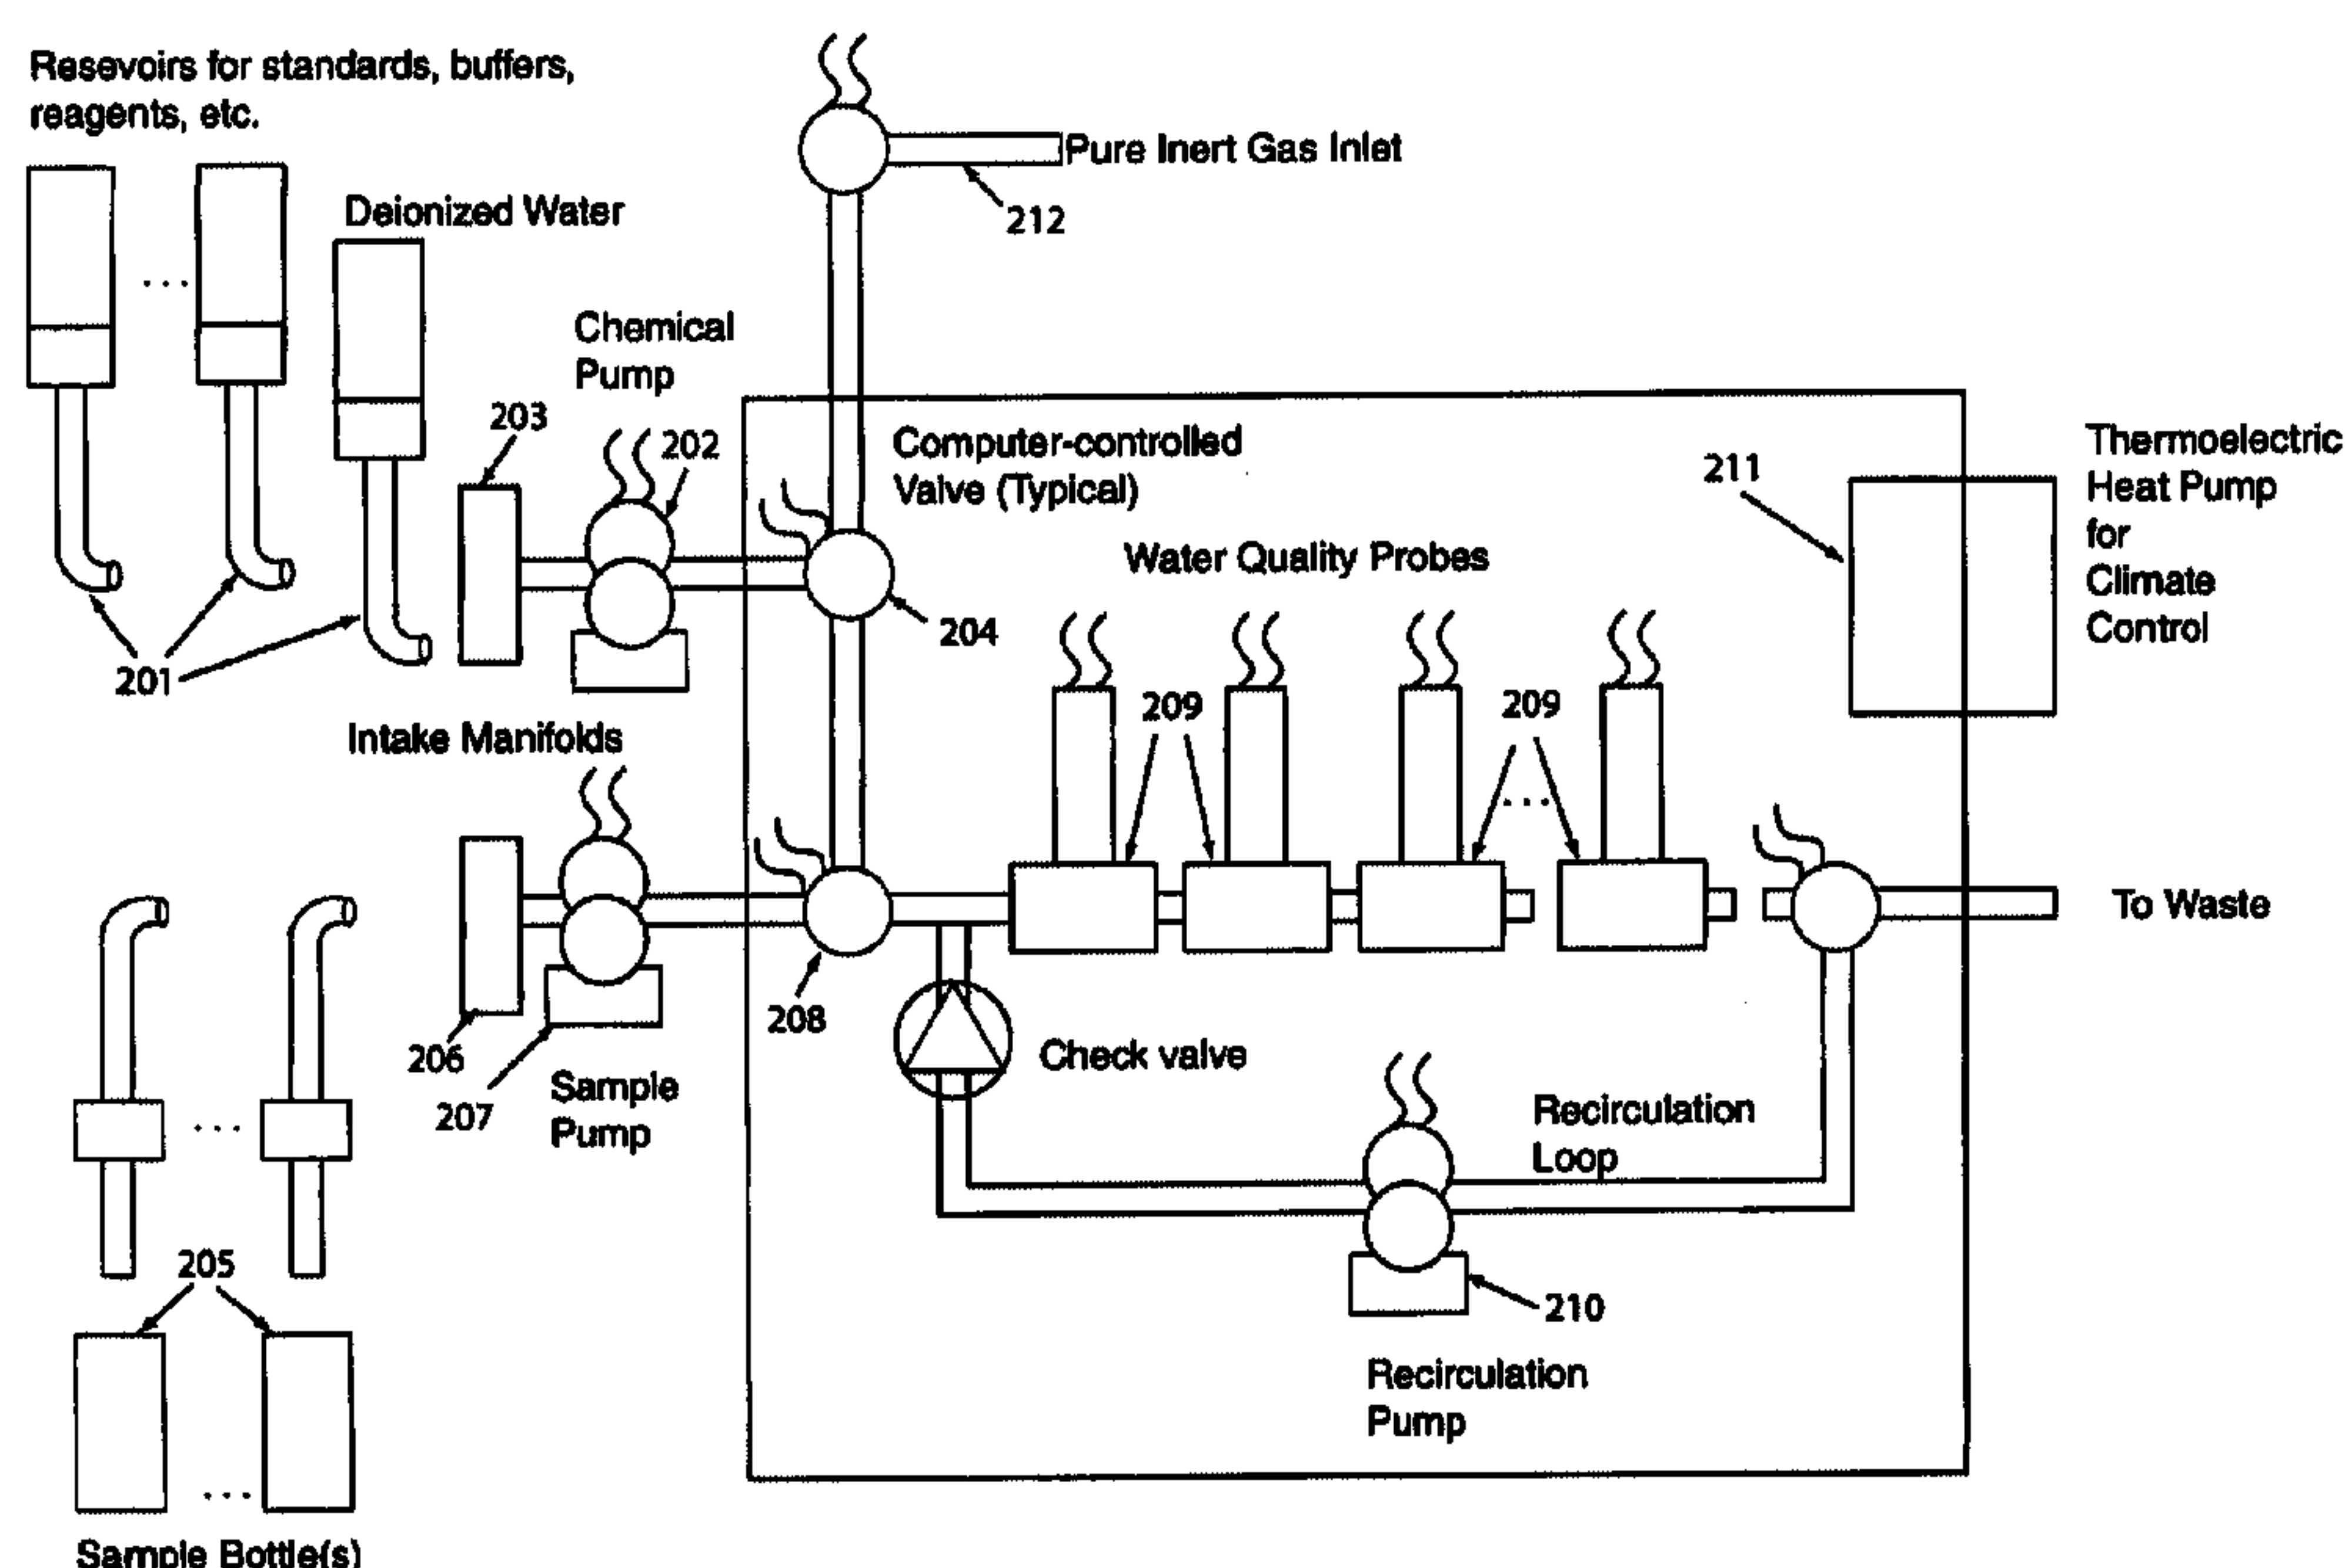 Resevoirs for standards, buffers,
reagents, etc.
Deionized Water
Pure Inert Gas Inlet
212
Chemical
Pump
203
202
201
Computer-controlled
Valve (Typical)
204
Water Quality Probes
211
Thermoelectric
Heat Pump
for
Climate
Control
209
209
Intake Manifolds
206
207
Sample
Pump
208
Check valve
To Waste
Recirculation
Loop
210
Recirculation
Pump
205
...
...
...
...
Sample Bottle(s)